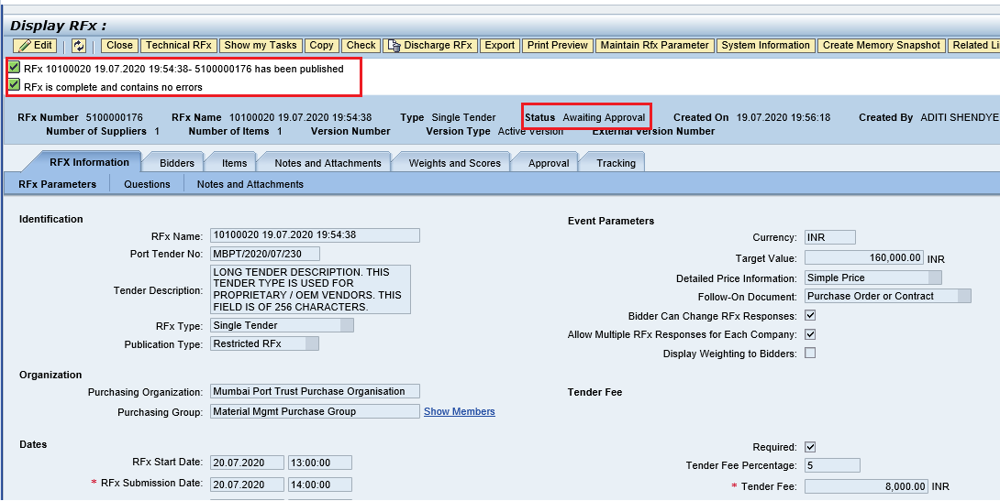 Display RFx :
Edit Close Technical RFx Show my Tasks Copy Check Discharge RFx Export Print Preview Maintain Rfx Parameter System Information Create Memory Snapshot Related Li
RFx 10100020 19.07.2020 19:54:38- 5100000176 has been published
RFx is complete and contains no errors
RFx Number 5100000176 RFx Name 10100020 19.07.2020 19:54:38 Type Single Tender Status Awaiting Approval Created On 19.07.2020 19:56:18 Created By ADITI SHENDYE
Number of Suppliers 1 Number of Items 1 Version Number Version Type Active Version External Version Number
RFX Information Bidders Items Notes and Attachments Weights and Scores Approval Tracking
RFx Parameters Questions Notes and Attachments
Identification
RFx Name: 10100020 19.07.2020 19:54:38
Port Tender No: MBPT/2020/07/230
Tender Description: LONG TENDER DESCRIPTION. THIS
TENDER TYPE IS USED FOR
PROPRIETARY / OEM VENDORS. THIS
FIELD IS OF 256 CHARACTERS.
RFx Type: Single Tender
Publication Type: Restricted RFx
Event Parameters
Currency: INR
Target Value: 160,000.00 INR
Detailed Price Information: Simple Price
Follow-On Document: Purchase Order or Contract
Bidder Can Change RFx Responses:
Allow Multiple RFx Responses for Each Company:
Display Weighting to Bidders:
Organization
Purchasing Organization: Mumbai Port Trust Purchase Organisation
Purchasing Group: Material Mgmt Purchase Group Show Members
Tender Fee
Dates
RFx Start Date: 20.07.2020 13:00:00
* RFx Submission Date: 20.07.2020 14:00:00
Required:
Tender Fee Percentage: 5
* Tender Fee: 8,000.00 INR